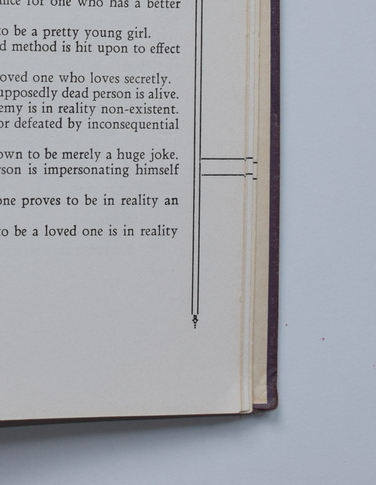 for one who has a better
to be a pretty young girl.
d method is hit upon to effect
oved one who loves secretly.
upposedly dead person is alive.
emy is in reality non-existent.
or defeated by inconsequential
own to be merely a huge joke.
rson is impersonating himself
one proves to be in reality an
to be a loved one is in reality